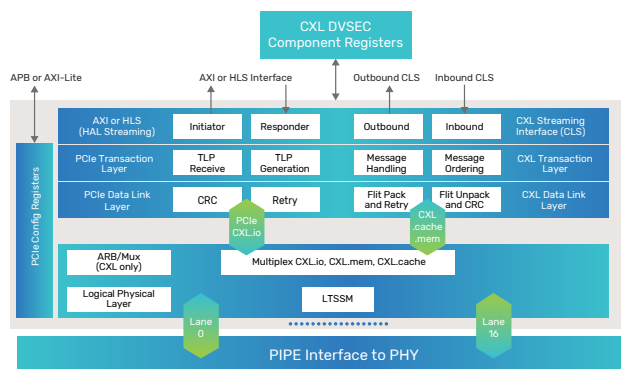 CXL DVSEC
Component Registers
APB or AXI-Lite
AXI or HLS Interface
Outbound CLS
Inbound CLS
AXI or HLS
(HAL Streaming)
Initiator
Responder
Outbound
Inbound
CXL Streaming
Interface (CLS)
PCIe Transaction
Layer
TLP
Receive
TLP
Generation
Message
Handling
Message
Ordering
CXL Transaction
Layer
PCIe Data Link
Layer
CRC
Retry
Flit Pack
and Retry
Flit Unpack
and CRC
CXL Data Link
Layer
PCIe Config Registers
PCIe
CXL.io
CXL
.cache
.mem
ARB/Mux
(CXL only)
Multiplex CXL.io, CXL.mem, CXL.cache
Logical Physical
Layer
LTSSM
Lane
0
Lane
16
PIPE Interface to PHY